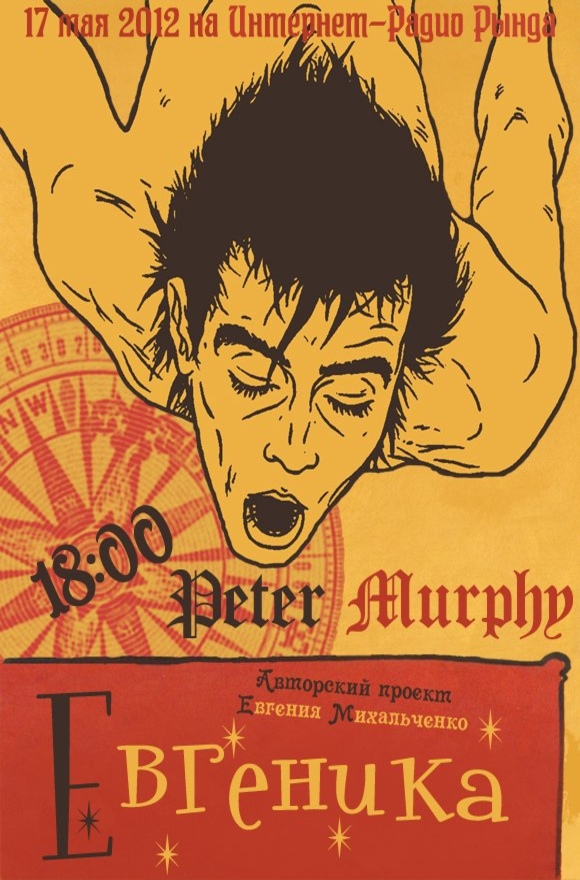 17 мая 2012 на Интернет-Радио Рында
18:00
Peter Murphy
Авторский проект
Евгения Михальченко
Евгеника